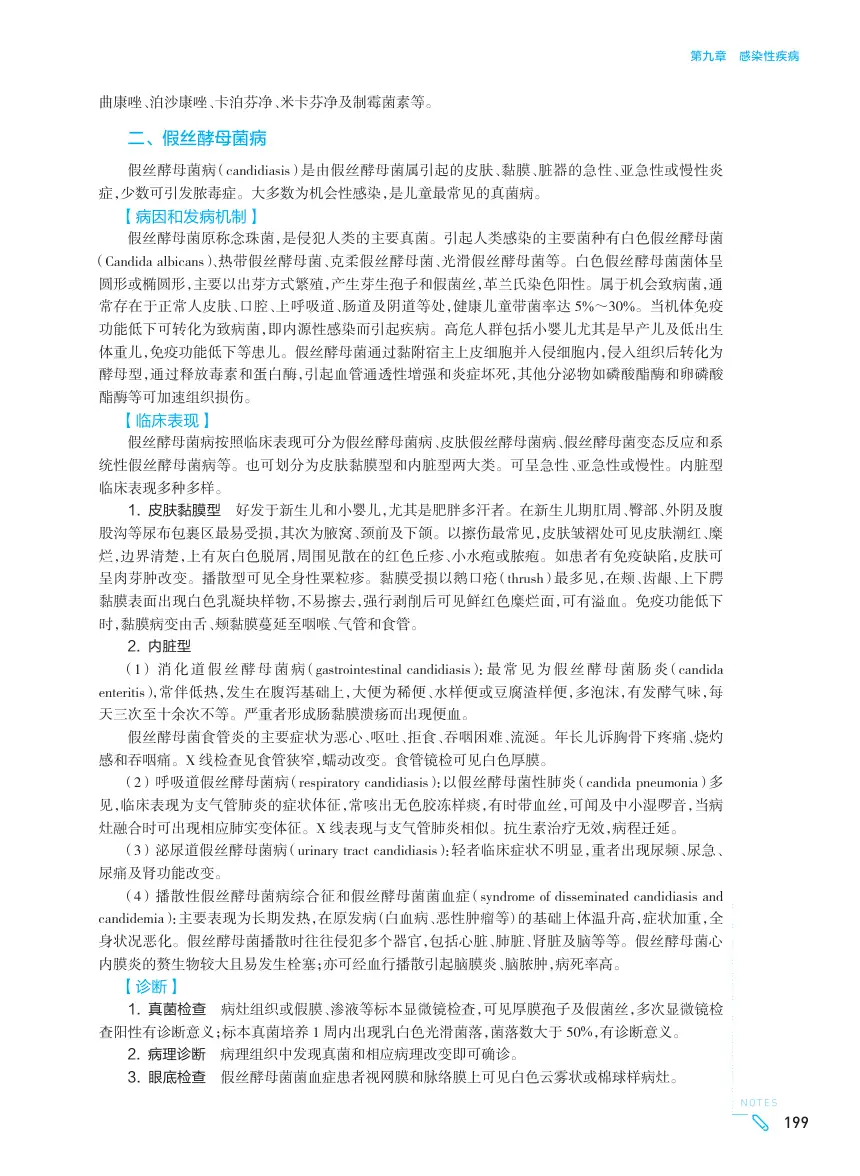 第九章　感染性疾病
曲康唑、泊沙康唑、卡泊芬净、米卡芬净及制霉菌素等。
二、假丝酵母菌病
假丝酵母菌病（candidiasis）是由假丝酵母菌属引起的皮肤、黏膜、脏器的急性、亚急性或慢性炎
症，少数可引发脓毒症。大多数为机会性感染，是儿童最常见的真菌病。
【病因和发病机制】
假丝酵母菌原称念珠菌，是侵犯人类的主要真菌。引起人类感染的主要菌种有白色假丝酵母菌
（Candida albicans）、热带假丝酵母菌、克柔假丝酵母菌、光滑假丝酵母菌等。白色假丝酵母菌菌体呈
圆形或椭圆形，主要以出芽方式繁殖，产生芽生孢子和假菌丝，革兰氏染色阳性。属于机会致病菌，通
常存在于正常人皮肤、口腔、上呼吸道、肠道及阴道等处，健康儿童带菌率达 5%～30%。当机体免疫
功能低下可转化为致病菌，即内源性感染而引起疾病。高危人群包括小婴儿尤其是早产儿及低出生
体重儿，免疫功能低下等患儿。假丝酵母菌通过黏附宿主上皮细胞并入侵细胞内，侵入组织后转化为
酵母型，通过释放毒素和蛋白酶，引起血管通透性增强和炎症坏死，其他分泌物如磷酸酯酶和卵磷酸
酯酶等可加速组织损伤。
【临床表现】
假丝酵母菌病按照临床表现可分为假丝酵母菌病、皮肤假丝酵母菌病、假丝酵母菌变态反应和系
统性假丝酵母菌病等。也可划分为皮肤黏膜型和内脏型两大类。可呈急性、亚急性或慢性。内脏型
临床表现多种多样。
1. 皮肤黏膜型　好发于新生儿和小婴儿，尤其是肥胖多汗者。在新生儿期肛周、臀部、外阴及腹
股沟等尿布包裹区最易受损，其次为腋窝、颈前及下颌。以擦伤最常见，皮肤皱褶处可见皮肤潮红、糜
烂，边界清楚，上有灰白色脱屑，周围见散在的红色丘疹、小水疱或脓疱。如患者有免疫缺陷，皮肤可
呈肉芽肿改变。播散型可见全身性粟粒疹。黏膜受损以鹅口疮（thrush）最多见，在颊、齿龈、上下腭
黏膜表面出现白色乳凝块样物，不易擦去，强行剥削后可见鲜红色糜烂面，可有溢血。免疫功能低下
时，黏膜病变由舌、颊黏膜蔓延至咽喉、气管和食管。
2. 内脏型
（1）消化道假丝酵母菌病（gastrointestinal candidiasis）：最常见为假丝酵母菌肠炎（candida
enteritis），常伴低热，发生在腹泻基础上，大便为稀便、水样便或豆腐渣样便，多泡沫，有发酵气味，每
天三次至十余次不等。严重者形成肠黏膜溃疡而出现便血。
假丝酵母菌食管炎的主要症状为恶心、呕吐、拒食、吞咽困难、流涎。年长儿诉胸骨下疼痛、烧灼
感和吞咽痛。X 线检查见食管狭窄，蠕动改变。食管镜检可见白色厚膜。
（2）呼吸道假丝酵母菌病（respiratory candidiasis）：以假丝酵母菌性肺炎（candida pneumonia）多
见，临床表现为支气管肺炎的症状体征，常咳出无色胶冻样痰，有时带血丝，可闻及中小湿啰音，当病
灶融合时可出现相应肺实变体征。X 线表现与支气管肺炎相似。抗生素治疗无效，病程迁延。
（3）泌尿道假丝酵母菌病（urinary tract candidiasis）：轻者临床症状不明显，重者出现尿频、尿急、
尿痛及肾功能改变。
（4）播散性假丝酵母菌病综合征和假丝酵母菌菌血症（syndrome of disseminated candidiasis and
candidemia）：主要表现为长期发热，在原发病（白血病、恶性肿瘤等）的基础上体温升高，症状加重，全
身状况恶化。假丝酵母菌播散时往往侵犯多个器官，包括心脏、肺脏、肾脏及脑等等。假丝酵母菌心
内膜炎的赘生物较大且易发生栓塞；亦可经血行播散引起脑膜炎、脑脓肿，病死率高。
【诊断】
1. 真菌检查　病灶组织或假膜、渗液等标本显微镜检查，可见厚膜孢子及假菌丝，多次显微镜检
查阳性有诊断意义；标本真菌培养 1 周内出现乳白色光滑菌落，菌落数大于 50%，有诊断意义。
2. 病理诊断　病理组织中发现真菌和相应病理改变即可确诊。
3. 眼底检查　假丝酵母菌菌血症患者视网膜和脉络膜上可见白色云雾状或棉球样病灶。
NOTES
199